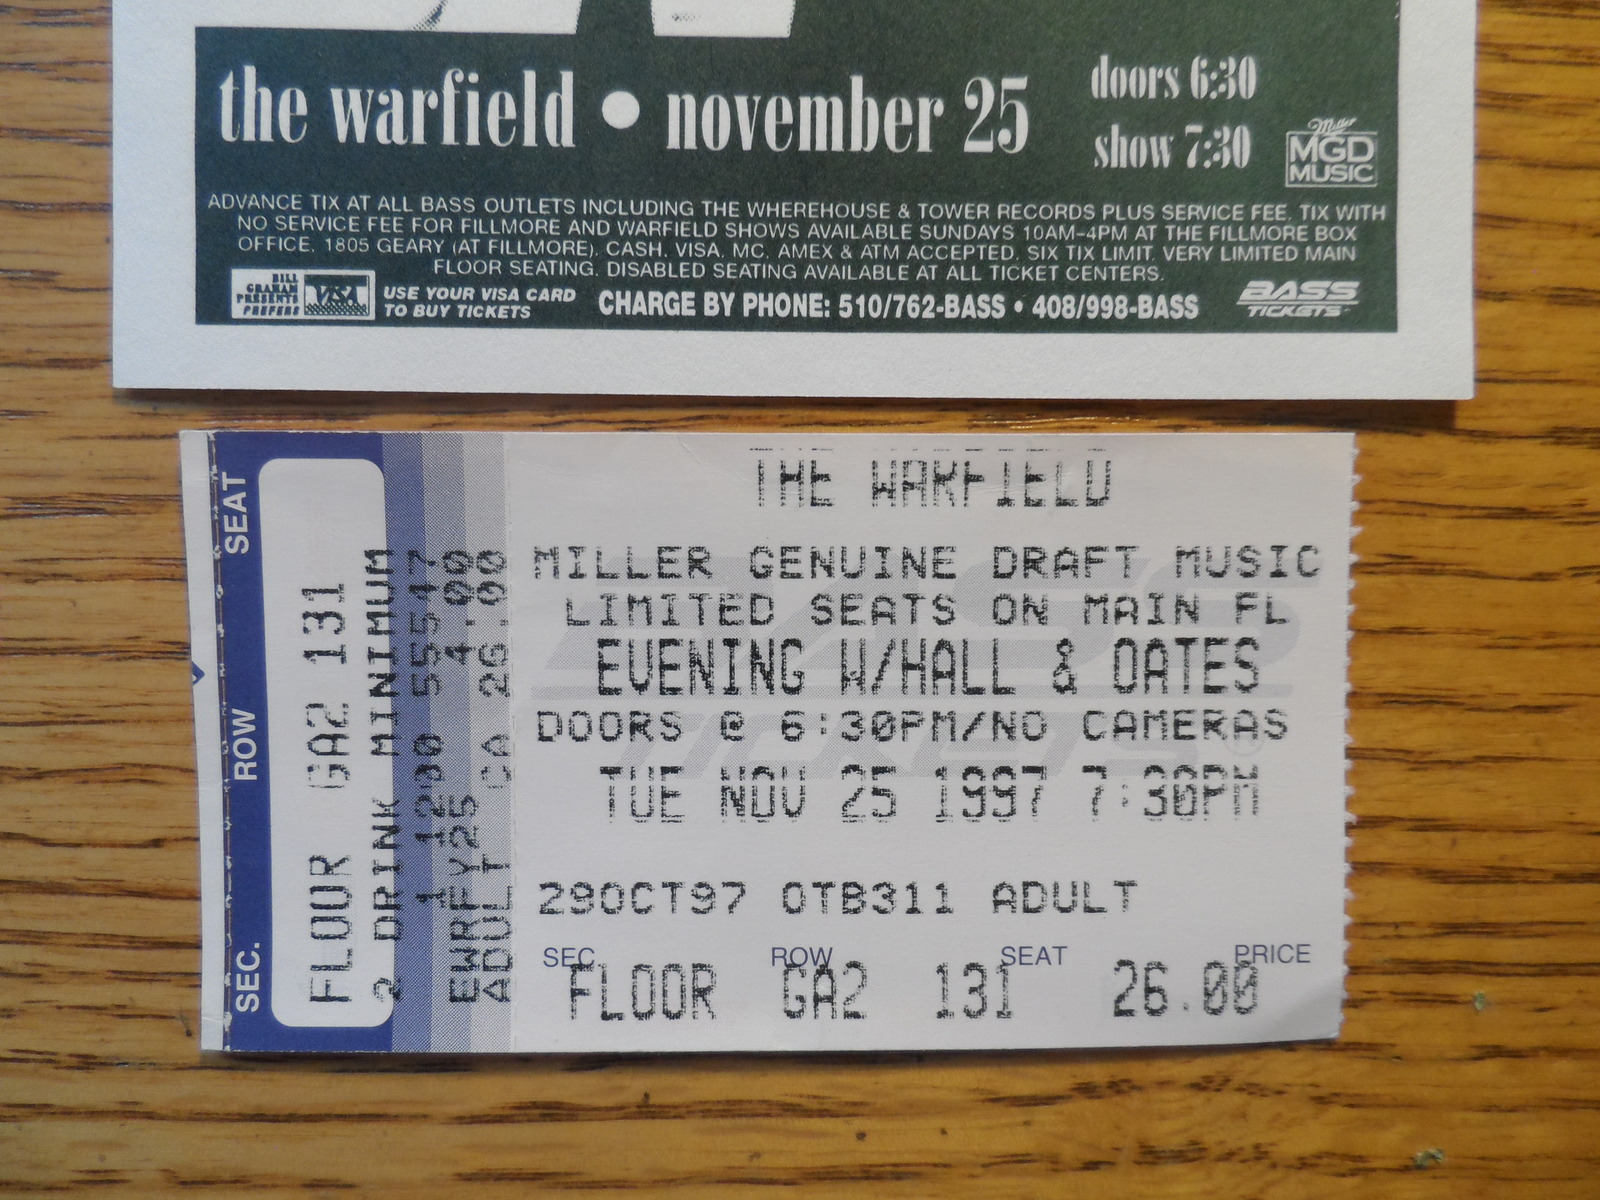 the warfield • november 25
doors 6:30
show 7:30
Miller
MGD
MUSIC
ADVANCE TIX AT ALL BASS OUTLETS INCLUDING THE WHEREHOUSE & TOWER RECORDS PLUS SERVICE FEE. TIX WITH
NO SERVICE FEE FOR FILLMORE AND WARFIELD SHOWS AVAILABLE SUNDAYS 10AM-4PM AT THE FILLMORE BOX
OFFICE. 1805 GEARY (AT FILLMORE). CASH, VISA, MC, AMEX & ATM ACCEPTED. SIX TIX LIMIT. VERY LIMITED MAIN
FLOOR SEATING. DISABLED SEATING AVAILABLE AT ALL TICKET CENTERS.
BILL
GRAHAM
PRESENTS
PREFERS
VISA
USE YOUR VISA CARD
TO BUY TICKETS
CHARGE BY PHONE: 510/762-BASS • 408/998-BASS
BASS
TICKETS
SEC. ROW SEAT
FLOOR GA2 131
2 DRINK MINIMUM
1 1200 55547
EWRFY25 4.00
ADULT CA 26.00
THE WARFIELD
MILLER GENUINE DRAFT MUSIC
LIMITED SEATS ON MAIN FL
EVENING W/HALL & OATES
DOORS @ 6:30PM/NO CAMERAS
TUE NOV 25 1997 7:30PM
29OCT97 OTB311 ADULT
SEC. ROW SEAT PRICE
FLOOR GA2 131 26.00